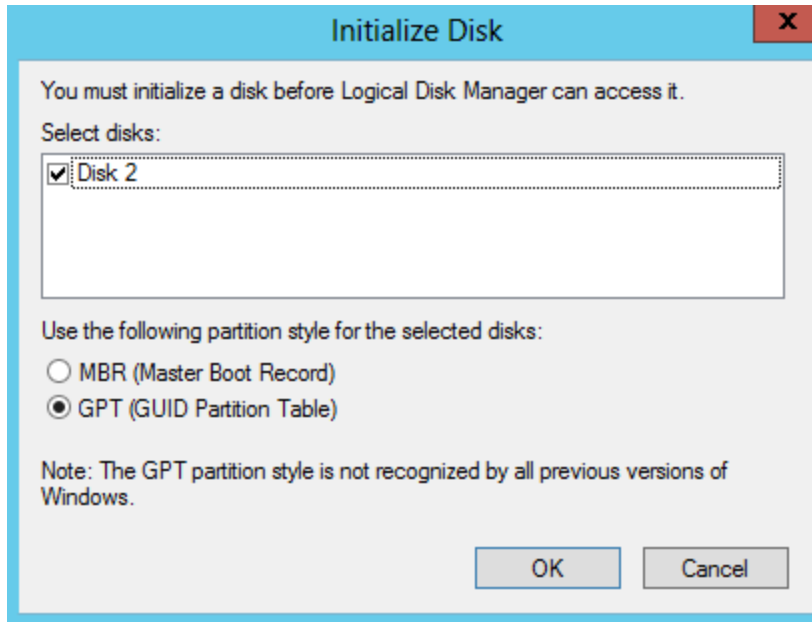 Initialize Disk
x
You must initialize a disk before Logical Disk Manager can access it.
Select disks:
Disk 2
Use the following partition style for the selected disks:
MBR (Master Boot Record)
GPT (GUID Partition Table)
Note: The GPT partition style is not recognized by all previous versions of
Windows.
OK
Cancel